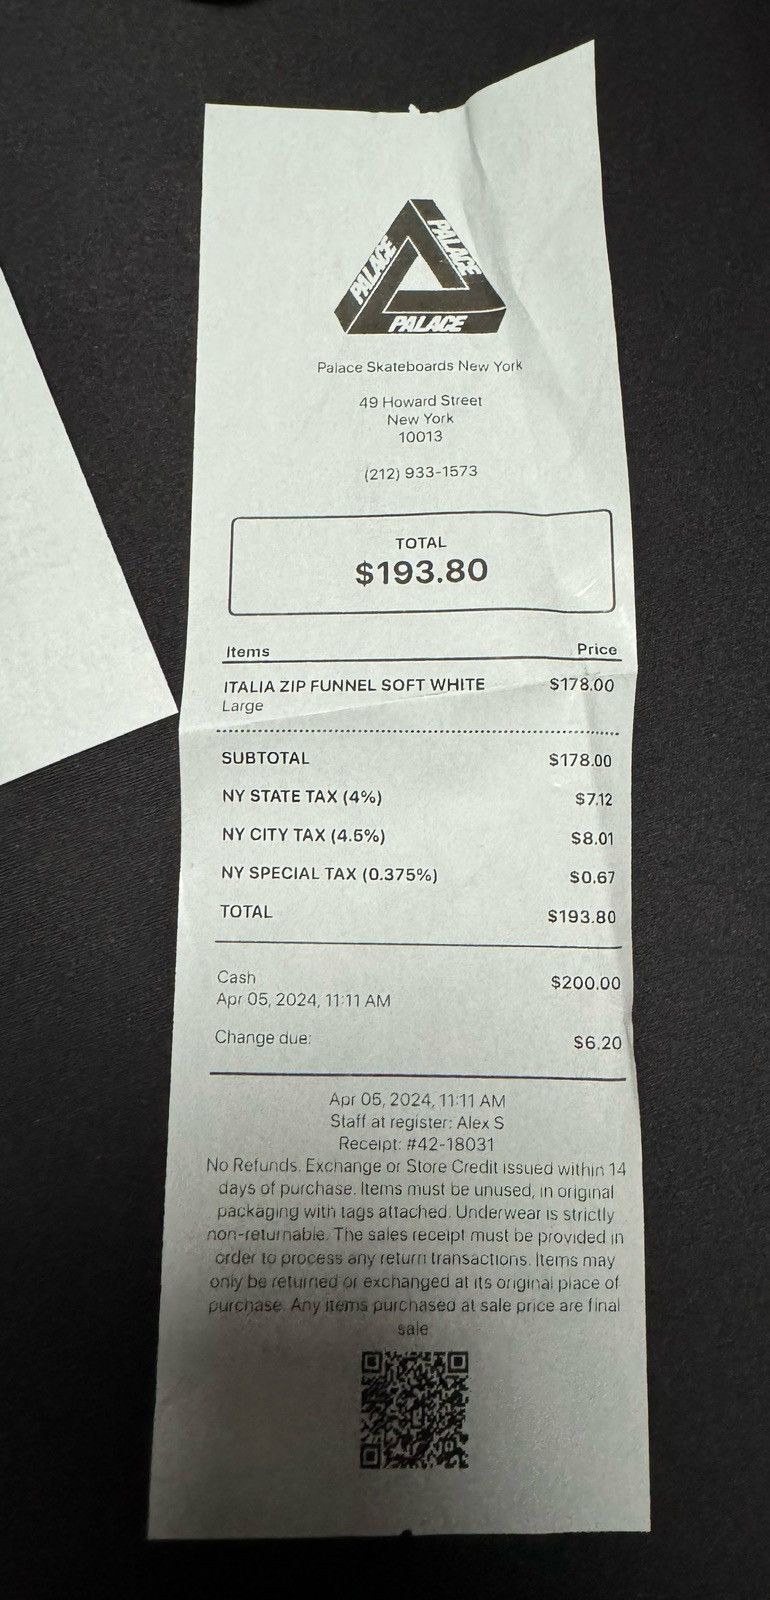 PALACE
PALACE
PALACE
Palace Skateboards New York
49 Howard Street
New York
10013
(212) 933-1573
TOTAL
$193.80
Items Price
ITALIA ZIP FUNNEL SOFT WHITE $178.00
Large
SUBTOTAL $178.00
NY STATE TAX (4%) $7.12
NY CITY TAX (4.5%) $8.01
NY SPECIAL TAX (0.375%) $0.67
TOTAL $193.80
Cash $200.00
Apr 05, 2024, 11:11 AM
Change due: $6.20
Apr 05, 2024, 11:11 AM
Staff at register: Alex S
Receipt: #42-18031
No Refunds. Exchange or Store Credit issued within 14
days of purchase. Items must be unused, in original
packaging with tags attached. Underwear is strictly
non-returnable. The sales receipt must be provided in
order to process any return transactions. Items may
only be returned or exchanged at its original place of
purchase. Any items purchased at sale price are final
sale